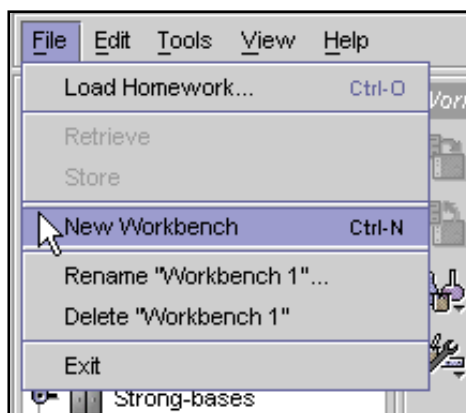 File Edit Tools View Help
Load Homework... Ctrl-O
Retrieve
Store
New Workbench Ctrl-N
Rename "Workbench 1"...
Delete "Workbench 1"
Exit
Strong-bases